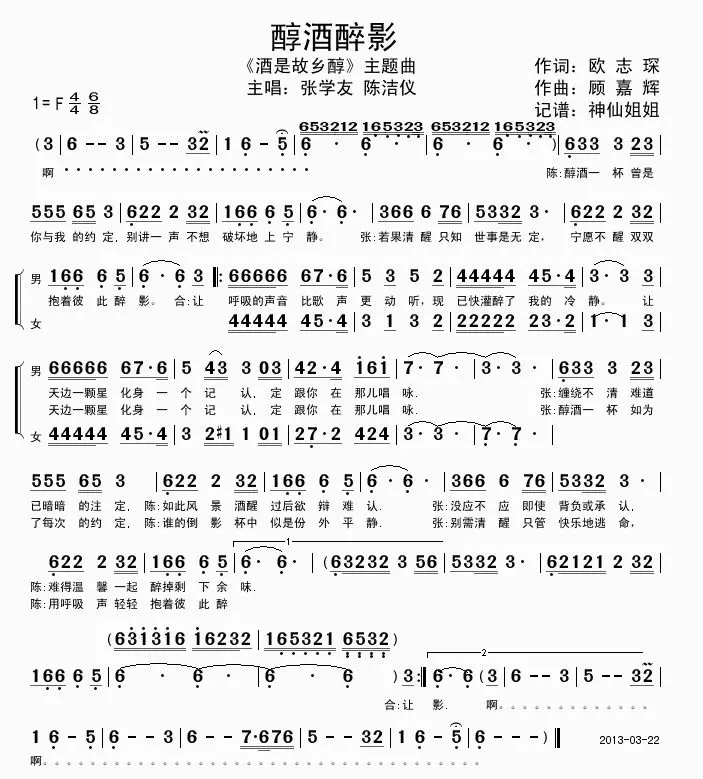 醇酒醉影
《酒是故乡醇》主题曲
主唱：张学友 陈洁仪
作词：欧 志 琛
作曲：顾 嘉 辉
记谱：神仙姐姐
1=F 4/4 6/8
(3 | 6 - - 3 | 5 - - 32 | 1 6 - 5 | 653212 165323 | 653212 165323
6 · 6 · | 6 · 6 · ) | 633 3 23 |
啊 · · · · · · · · · · · · · · · · · · · 陈：醇酒一 杯 曾是
555 65 3 | 622 2 32 | 166 6 5 | 6 · 6 · | 366 6 76 | 5332 3 · | 622 2 32 |
你与我 的约 定，别讲一 声 不想 破坏地 上 宁 静。 张：若果清 醒 只知 世事是无 定， 宁愿不 醒 双双
男 166 6 5 | 6 · 6 3 |: 66666 67·6 | 5 3 5 2 | 44444 45·4 | 3 · 3 3 |
抱着彼 此 醉 影。 合：让 呼吸的声音 比歌 声 更 动 听，现 已快灌醉了 我的 冷 静。 让
女 44444 45·4 | 3 1 3 2 | 22222 23·2 | 1 · 1 3 |
男 66666 67·6 | 5 43 3 03 | 42·4 161 | 7 · 7 · | 3 · 3 · | 633 3 23 |
天边一颗星 化身 一 个 记 认，定 跟你 在 那儿唱 咏. 张：缠绕不 清 难道
天边一颗星 化身 一 个 记 认，定 跟你 在 那儿唱 咏. 张：醇酒一 杯 如为
女 44444 45·4 | 3 2#1 1 01 | 27·2 424 | 3 · 3 · | 7 · 7 · |
555 65 3 | 622 2 32 | 166 6 5 | 6 · 6 · | 366 6 76 | 5332 3 · |
已暗暗 的注 定，陈：如此风 景 酒醒 过后欲 辩 难 认. 张：没应不 应 即使 背负或承 认，
了每次 的约 定，陈：谁的倒 影 杯中 似是份 外 平 静. 张：别需清 醒 只管 快乐地逃 命，
1
622 2 32 | 166 6 5 | 6 · 6 · | (63232 3 56 | 5332 3 · | 62121 2 32 |
陈：难得温 馨 一起 醉掉剩 下 余 味.
陈：用呼吸 声 轻轻 抱着彼 此 醉
(631316 16232 | 165321 6532)
2
166 6 5 | 6 · 6 · | 6 · 6 · ) 3 :| 6 · 6 (3 | 6 - - 3 | 5 - - 32 |
合：让 影. 啊。。。。。。。。。。。。
1 6 - 5 | 6 - - 3 | 6 - - 7·676 | 5 - - 32 | 1 6 - 5 | 6 - - - ) ‖
2013-03-22
啊。。。。。。。。。。。。。。。。。。。。。。。。。。。。。。